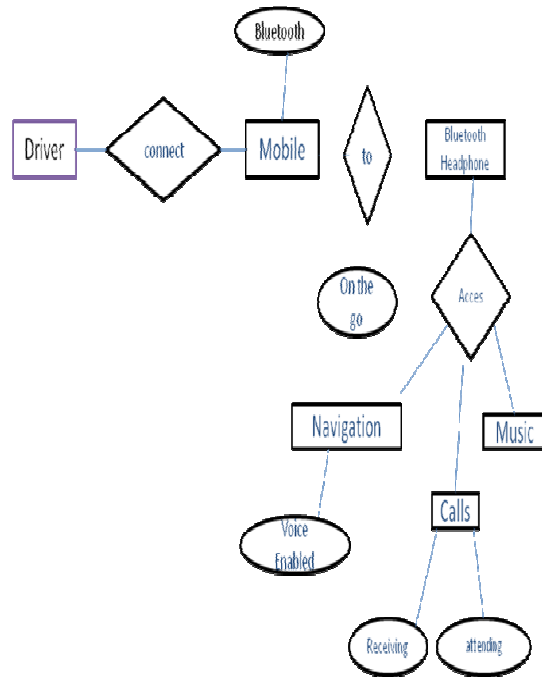 Bluetooth
Driver
connect
Mobile
to
Bluetooth
Headphone
On the
go
Acces
Navigation
Music
Voice
Enabled
Calls
Receiving
attending